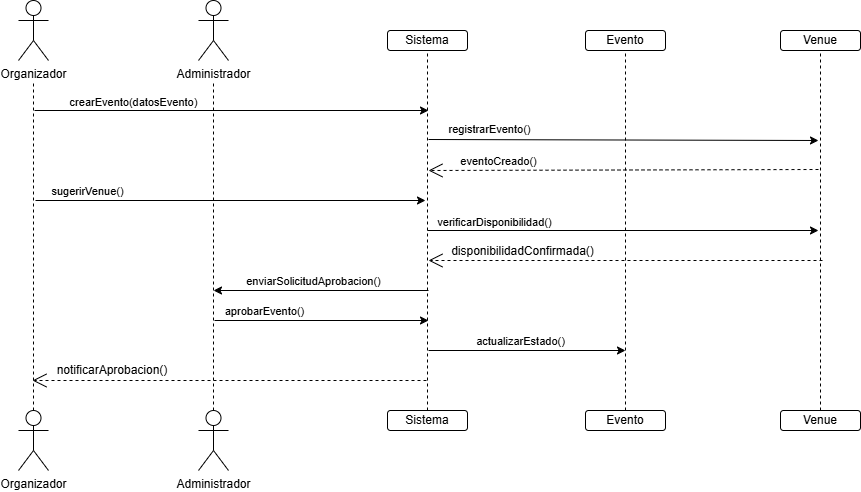 Organizador
Administrador
Sistema
Evento
Venue
crearEvento(datosEvento)
registrarEvento()
eventoCreado()
sugerirVenue()
verificarDisponibilidad()
disponibilidadConfirmada()
enviarSolicitudAprobacion()
aprobarEvento()
actualizarEstado()
notificarAprobacion()
Organizador
Administrador
Sistema
Evento
Venue